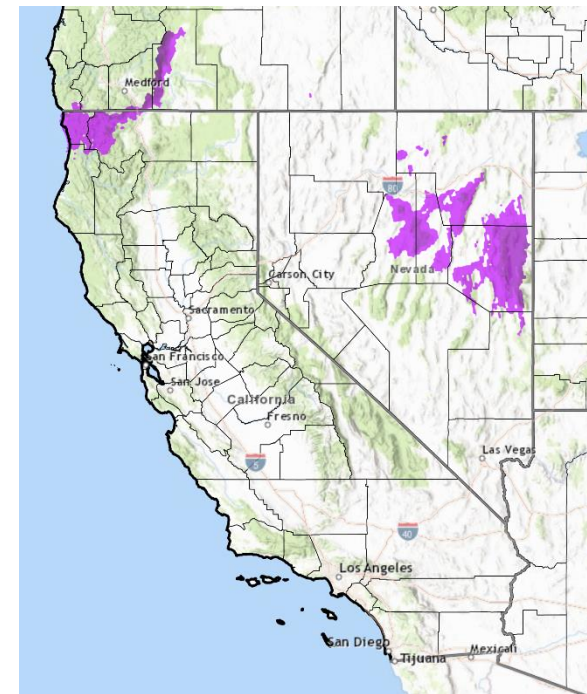 Medford
80
Nevada
Carson City
Sacramento
San Francisco
San Jose
California
Fresno
Las Vegas
5
40
Los Angeles
San Diego
Tijuana
Mexicali